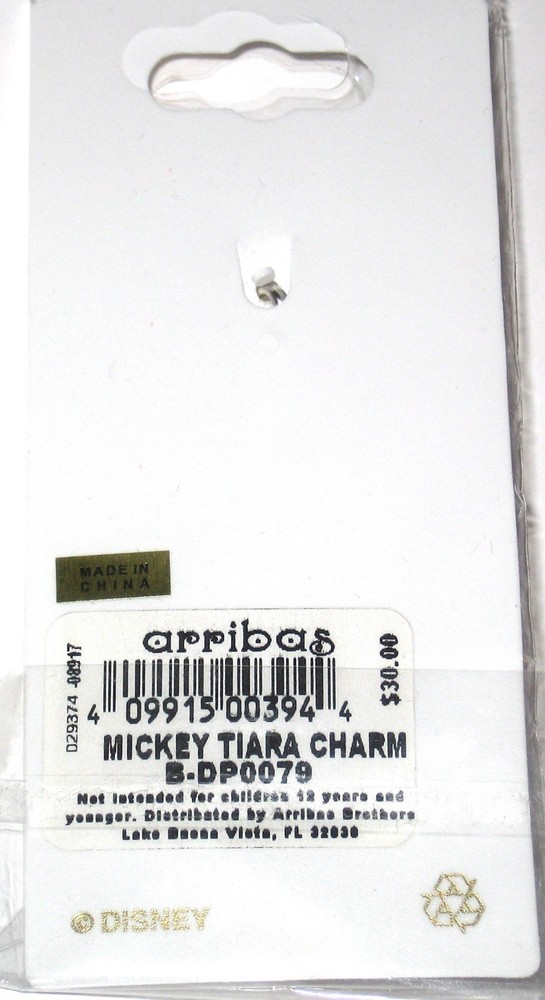 MADE IN
CHINA
arribas
D29374 08917
$30.00
4 09915 00394 4
MICKEY TIARA CHARM
B-DP0079
Not intended for children 12 years and
younger. Distributed by Arribas Brothers
Lake Buena Vista, FL 32830
© DISNEY